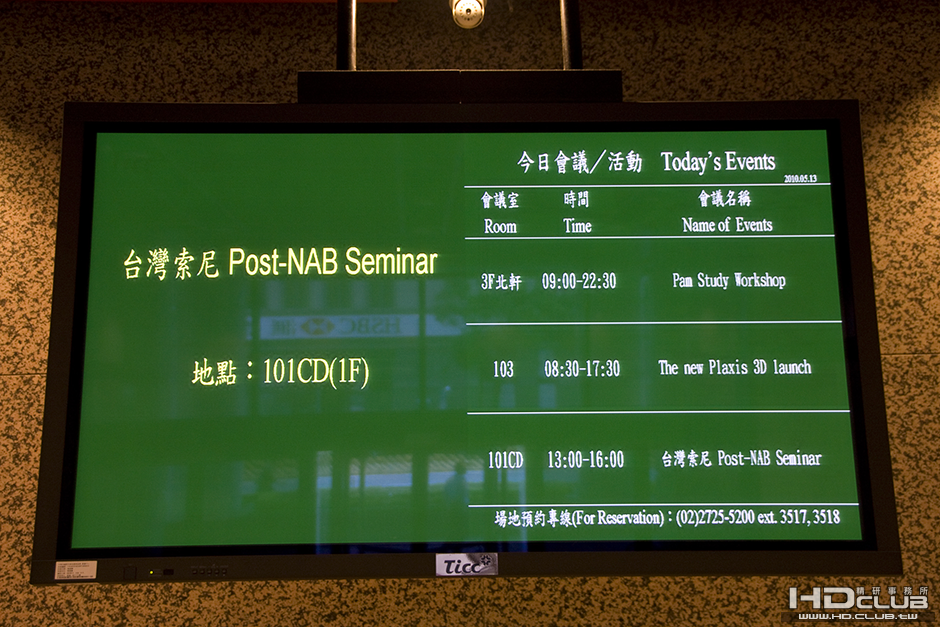 台灣索尼 Post-NAB Seminar
地點：101CD(1F)
今日會議／活動 Today's Events
2010.05.13
會議室 時間 會議名稱
Room Time Name of Events
3F北軒 09:00-22:30 Pam Study Workshop
103 08:30-17:30 The new Plaxis 3D launch
101CD 13:00-16:00 台灣索尼 Post-NAB Seminar
場地預約專線(For Reservation)：(02)2725-5200 ext. 3517, 3518
HSBC
Ticc
HDCLUB 精研事務所
WWW.HD.CLUB.TW